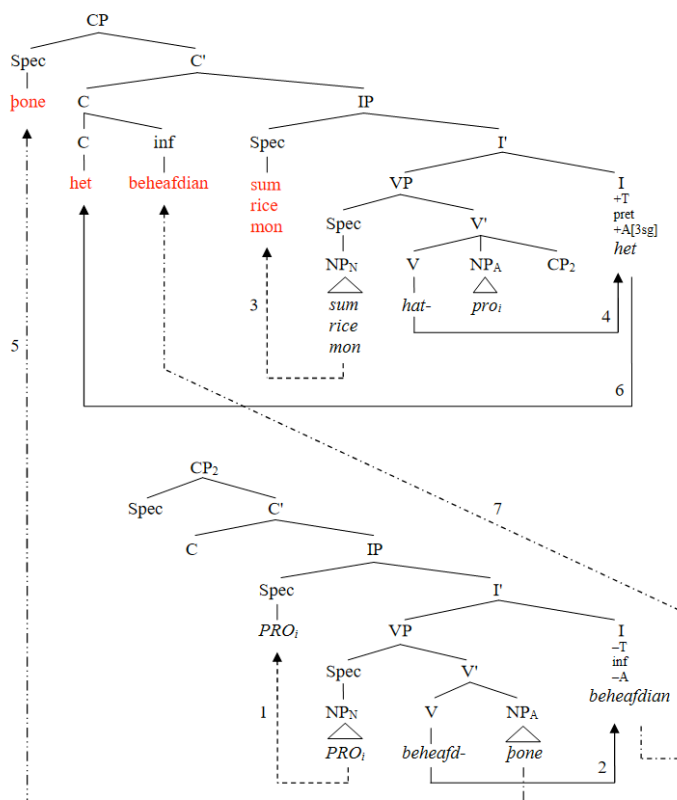 CP
Spec C'
þone C IP
C inf Spec I'
het beheafdian sum rice mon VP I
+T
pret
+A[3sg]
het
Spec V'
NPN V NPA CP2
sum rice mon hat- proi
3 4
5
6
CP2
7
Spec C'
C IP
Spec I'
PROi VP I
–T
inf
–A
beheafdian
Spec V'
NPN V NPA
1
PROi beheafd- þone
2